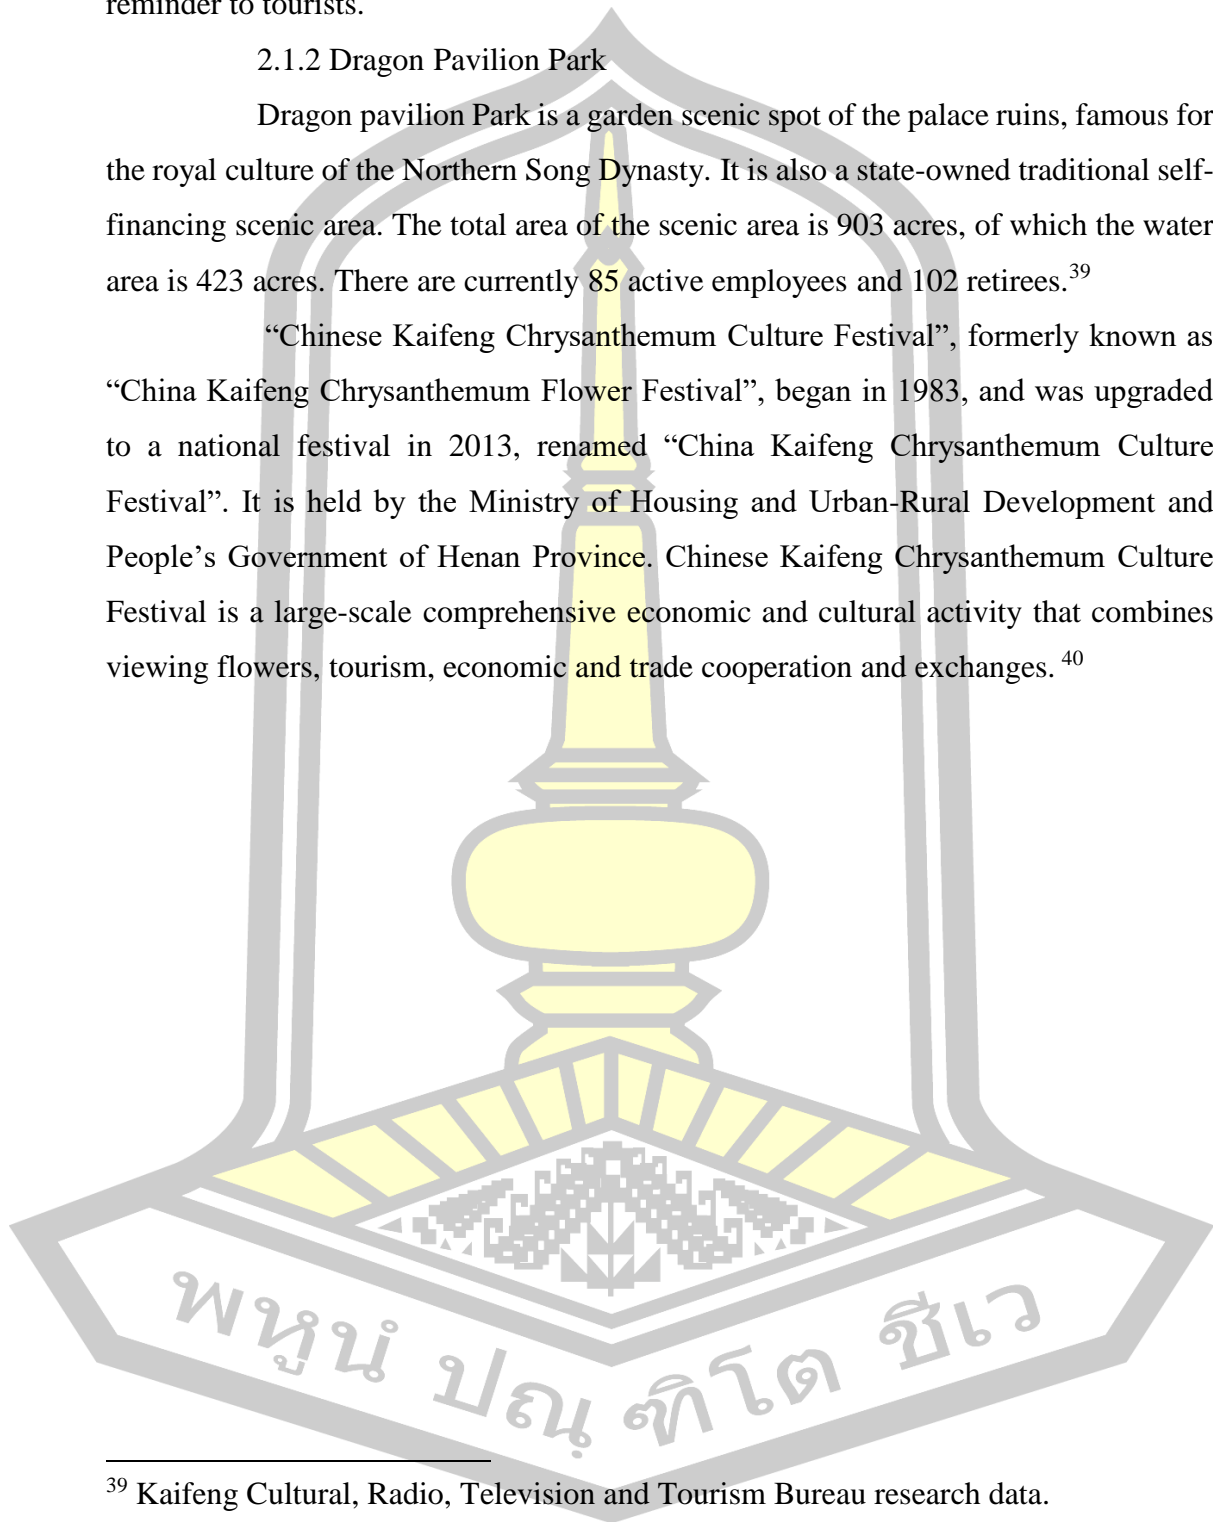 reminder to tourists.
2.1.2 Dragon Pavilion Park
Dragon pavilion Park is a garden scenic spot of the palace ruins, famous for
the royal culture of the Northern Song Dynasty. It is also a state-owned traditional self-
financing scenic area. The total area of the scenic area is 903 acres, of which the water
area is 423 acres. There are currently 85 active employees and 102 retirees.39
“Chinese Kaifeng Chrysanthemum Culture Festival”, formerly known as
“China Kaifeng Chrysanthemum Flower Festival”, began in 1983, and was upgraded
to a national festival in 2013, renamed “China Kaifeng Chrysanthemum Culture
Festival”. It is held by the Ministry of Housing and Urban-Rural Development and
People’s Government of Henan Province. Chinese Kaifeng Chrysanthemum Culture
Festival is a large-scale comprehensive economic and cultural activity that combines
viewing flowers, tourism, economic and trade cooperation and exchanges. 40
พหูนํ ปณฺฑิโต ชีเว
39 Kaifeng Cultural, Radio, Television and Tourism Bureau research data.